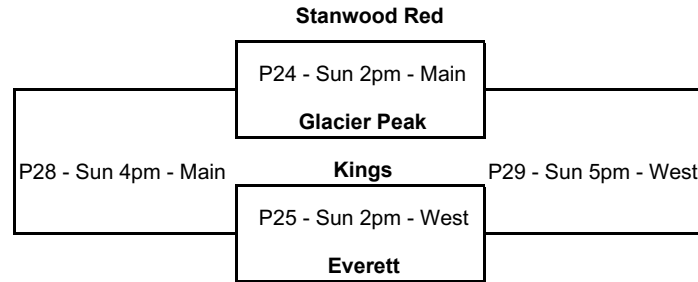 Stanwood Red
P24 - Sun 2pm - Main
Glacier Peak
P28 - Sun 4pm - Main
Kings
P29 - Sun 5pm - West
P25 - Sun 2pm - West
Everett